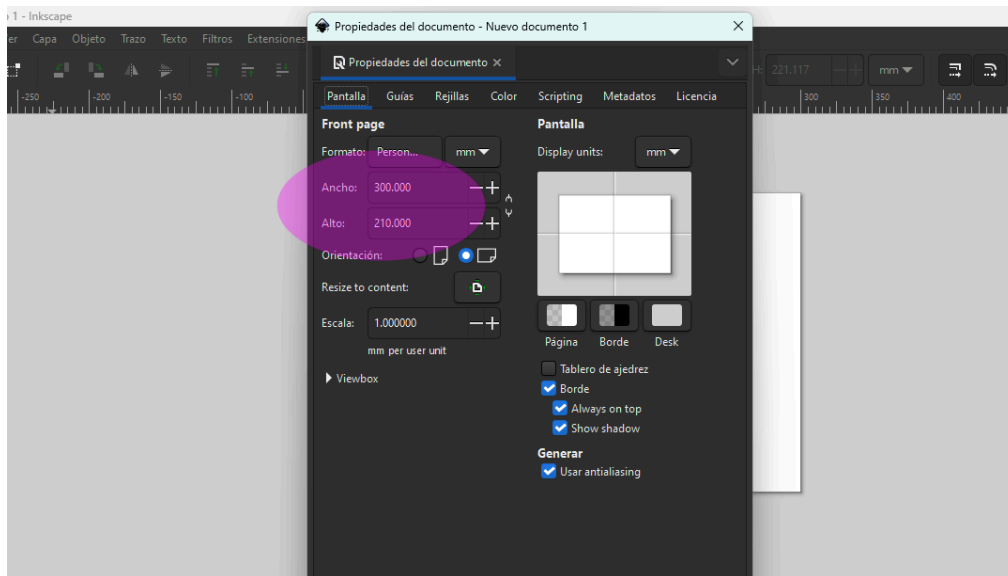 1 - Inkscape
er Capa Objeto Trazo Texto Filtros Extensiones
Propiedades del documento - Nuevo documento 1
Propiedades del documento
H: 221.117 mm
-250 -200 -150 -100 300 350 400
Pantalla Guías Rejillas Color Scripting Metadatos Licencia
Front page Pantalla
Formato: Person... mm Display units: mm
Ancho: 300.000
Alto: 210.000
Orientación:
Resize to content:
Escala: 1.000000
mm per user unit
Página Borde Desk
Viewbox
Tablero de ajedrez
Borde
Always on top
Show shadow
Generar
Usar antialiasing